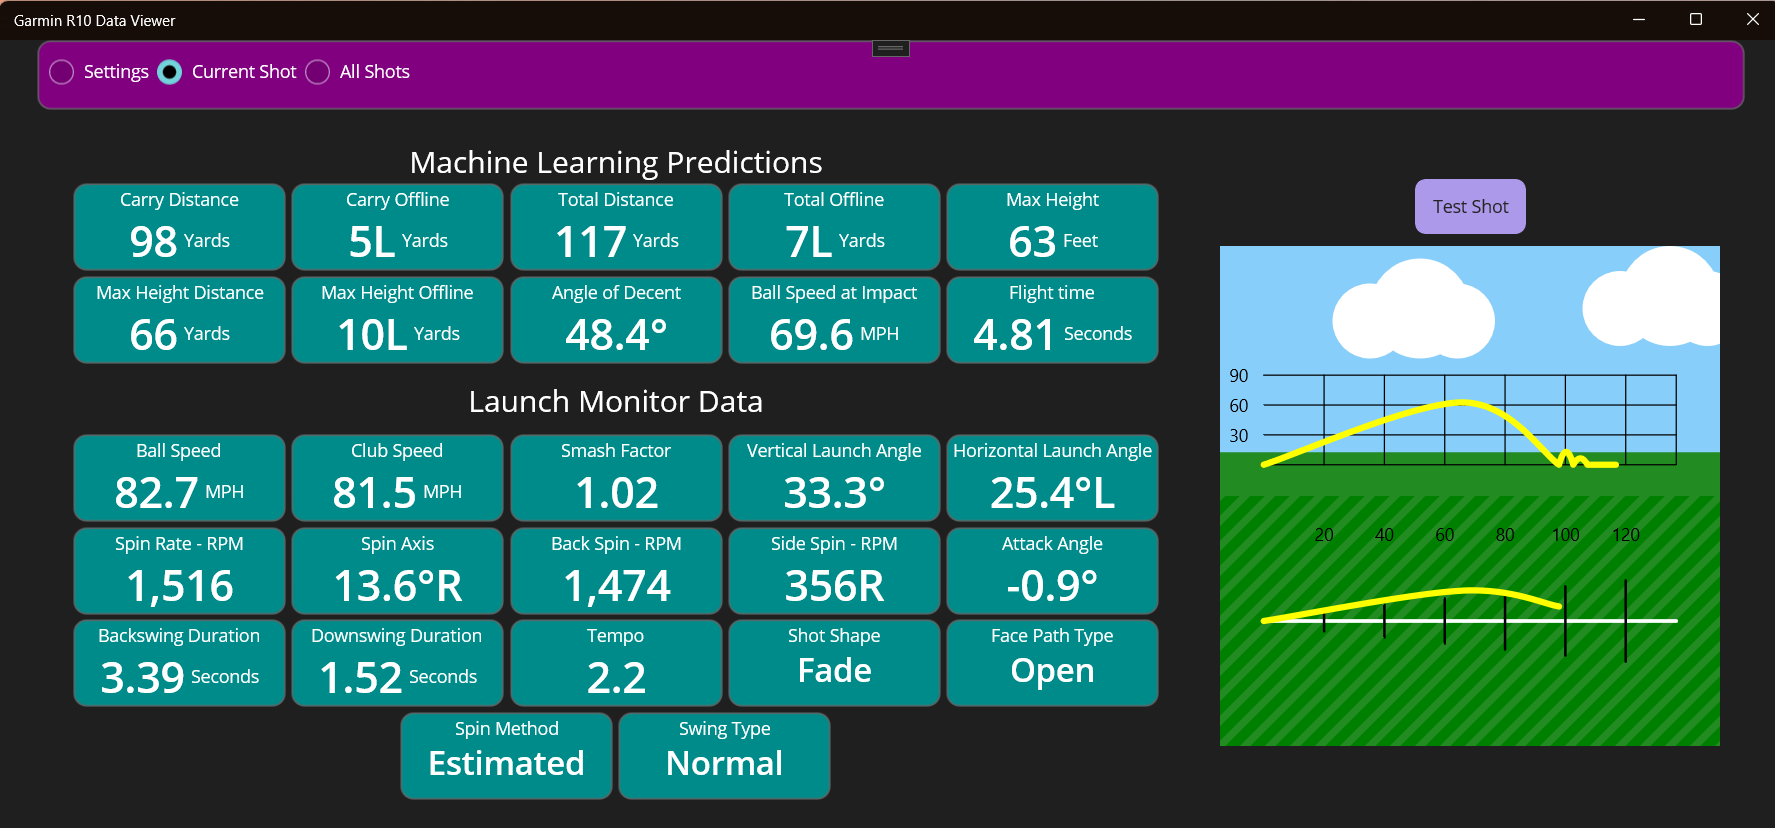 Garmin R10 Data Viewer
Settings Current Shot All Shots
Machine Learning Predictions
Carry Distance
98 Yards
Carry Offline
5L Yards
Total Distance
117 Yards
Total Offline
7L Yards
Max Height
63 Feet
Max Height Distance
66 Yards
Max Height Offline
10L Yards
Angle of Decent
48.4°
Ball Speed at Impact
69.6 MPH
Flight time
4.81 Seconds
Launch Monitor Data
Ball Speed
82.7 MPH
Club Speed
81.5 MPH
Smash Factor
1.02
Vertical Launch Angle
33.3°
Horizontal Launch Angle
25.4°L
Spin Rate - RPM
1,516
Spin Axis
13.6°R
Back Spin - RPM
1,474
Side Spin - RPM
356R
Attack Angle
-0.9°
Backswing Duration
3.39 Seconds
Downswing Duration
1.52 Seconds
Tempo
2.2
Shot Shape
Fade
Face Path Type
Open
Spin Method
Estimated
Swing Type
Normal
Test Shot
90
60
30
20 40 60 80 100 120